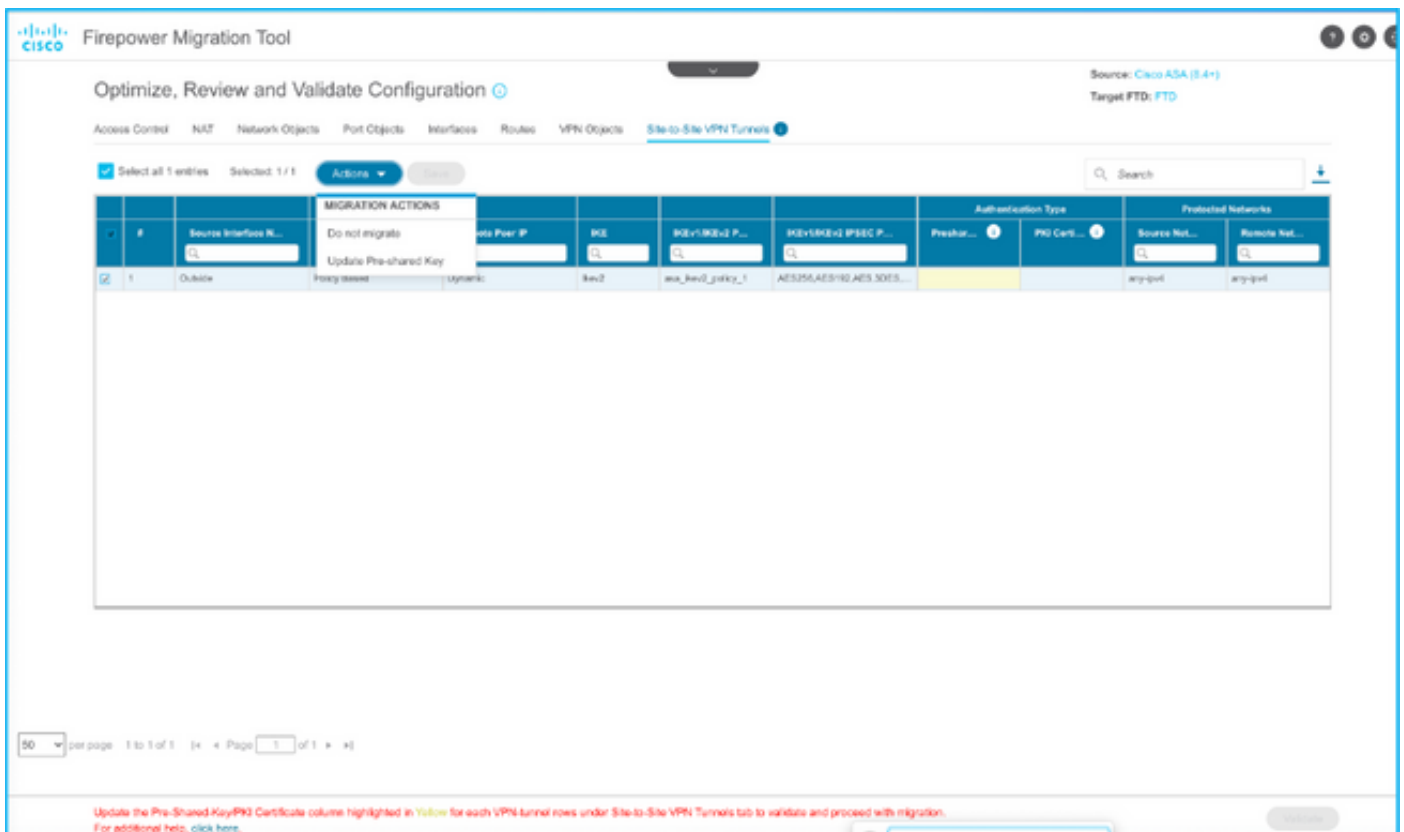 CISCO Firepower Migration Tool
Optimize, Review and Validate Configuration
Source: Cisco ASA (8.4+)
Target FTD: FTD
Access Control NAT Network Objects Port Objects Interfaces Routes VPN Objects Site-to-Site VPN Tunnels
Select all 1 entries Selected: 1 / 1 Actions Save Search
MIGRATION ACTIONS
Do not migrate
Update Pre-shared Key
Authentication Type Protected Networks
# Source Interface N... Peer IP IKE IKEv1/IKEv2 P... IKEv1/IKEv2 IPSEC P... Preshar... PKI Certi... Source Net... Remote Net...
1 Outside Policy Based Dynamic ikev2 asa_ikev2_policy_1 AES256,AES192,AES,3DES,... any-ipv4 any-ipv4
50 per page 1 to 1 of 1 Page 1 of 1
Update the Pre-Shared-Key/PKI Certificate column highlighted in Yellow for each VPN-tunnel rows under Site-to-Site VPN Tunnels tab to validate and proceed with migration.
For additional help, click here.
Validate